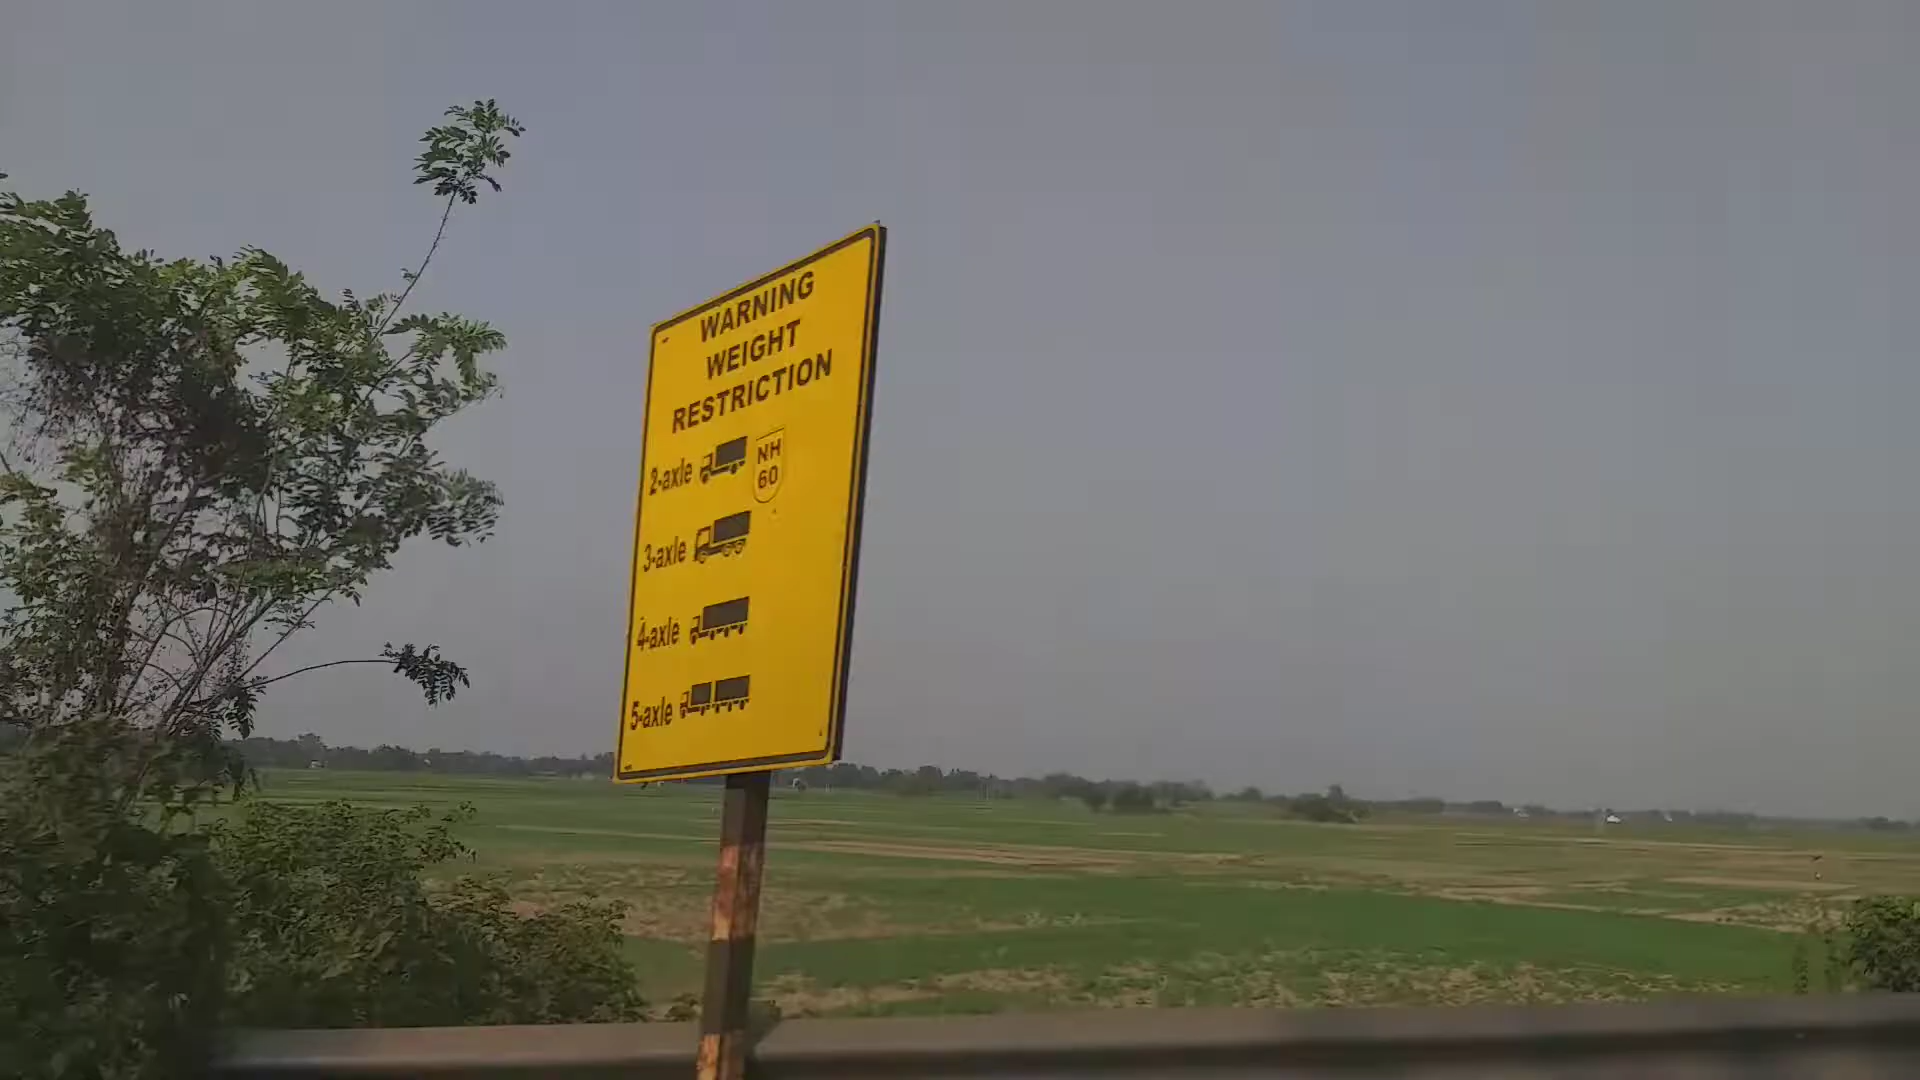 WARNING
WEIGHT
RESTRICTION
2-axle
NH
60
3-axle
4-axle
5-axle